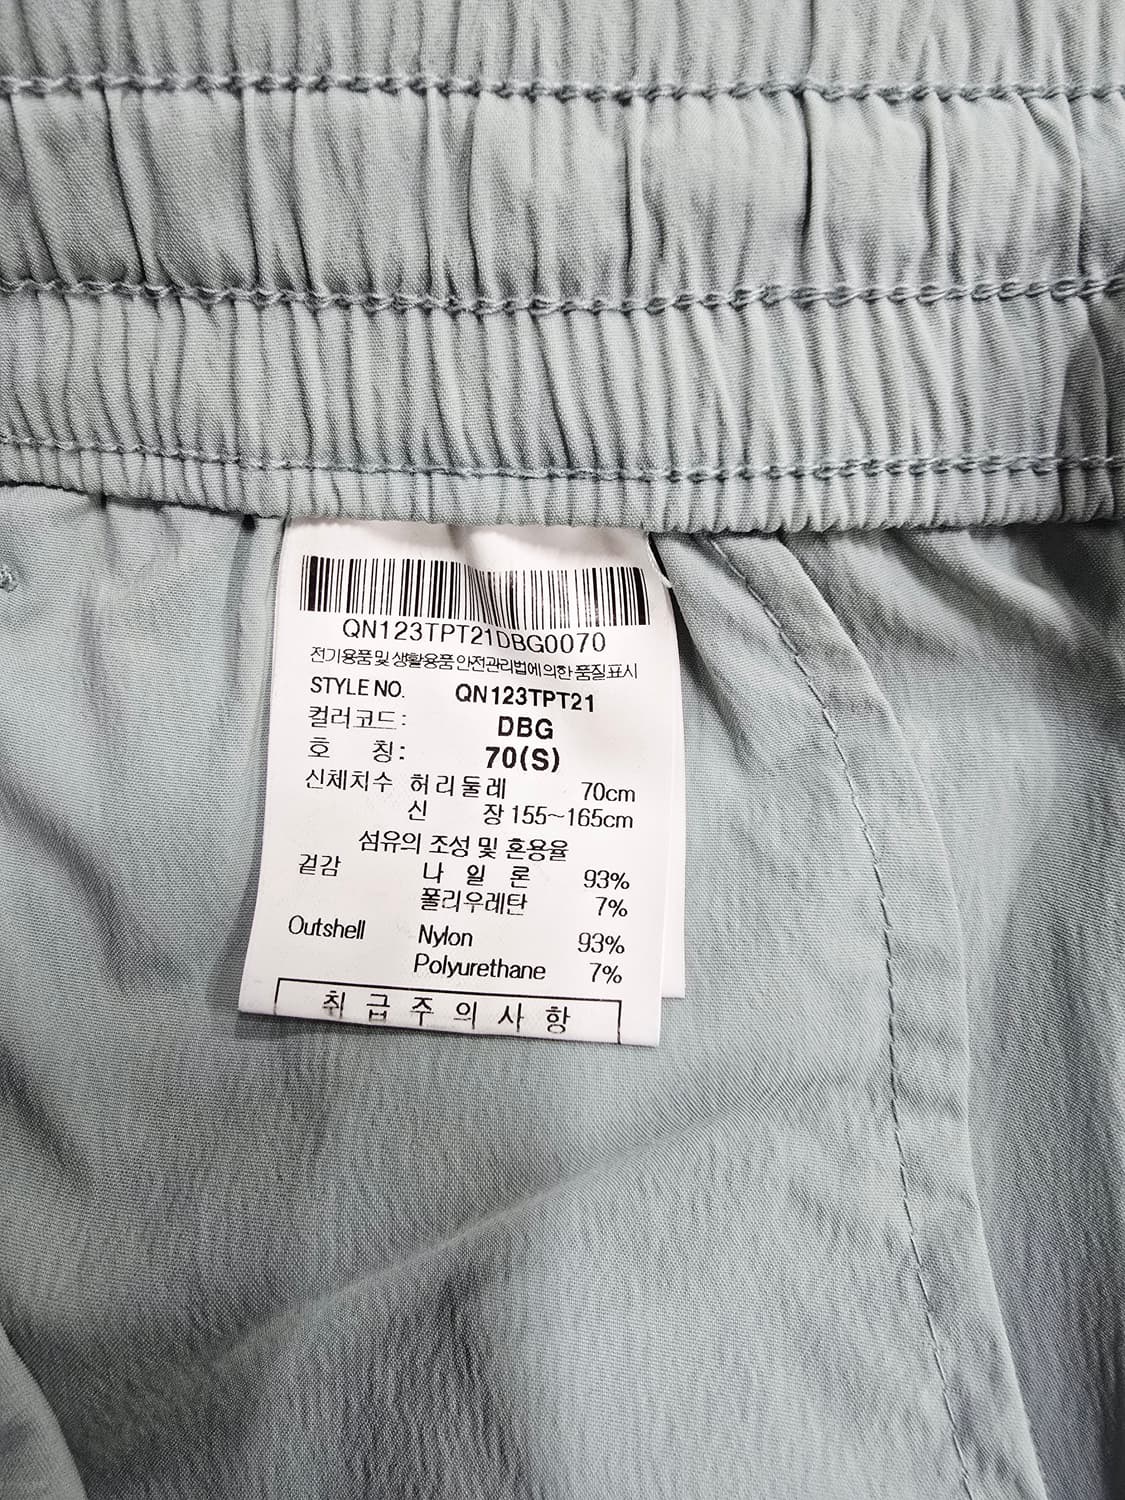 QN123TPT21DBG0070
전기용품 및 생활용품 안전관리법에 의한 품질표시
STYLE NO. QN123TPT21
컬러코드: DBG
호 칭: 70(S)
신체치수 허리둘레 70cm
신 장 155~165cm
섬유의 조성 및 혼용율
겉감 나 일 론 93%
폴리우레탄 7%
Outshell Nylon 93%
Polyurethane 7%
취 급 주 의 사 항